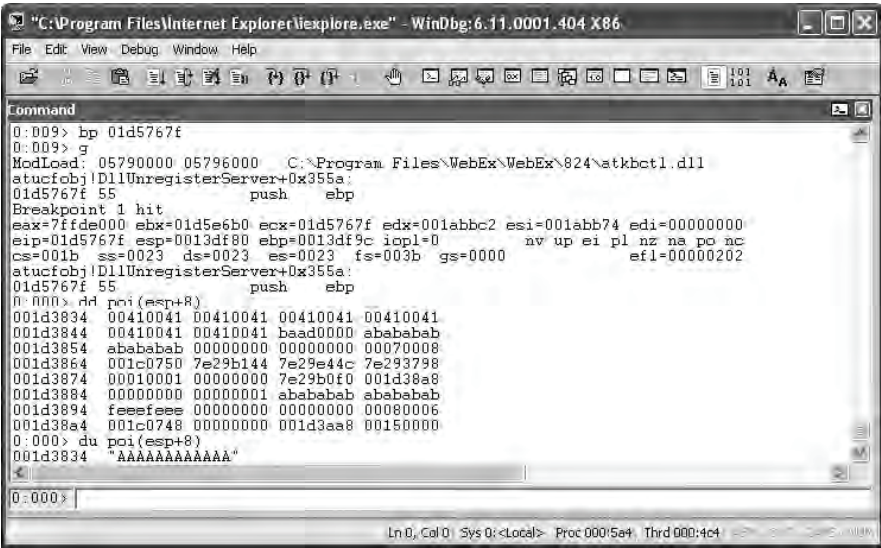 "C:\Program Files\Internet Explorer\iexplore.exe" - WinDbg:6.11.0001.404 X86
File Edit View Debug Window Help
Command
0:009> bp 01d5767f
0:009> g
ModLoad: 05790000 05796000 C:\Program Files\WebEx\WebEx\824\atkbctl.dll
atucfobj!DllUnregisterServer+0x355a:
01d5767f 55 push ebp
Breakpoint 1 hit
eax=7ffde000 ebx=01d5e6b0 ecx=01d5767f edx=001abbc2 esi=001abb74 edi=00000000
eip=01d5767f esp=0013df80 ebp=0013df9c iopl=0 nv up ei pl nz na po nc
cs=001b ss=0023 ds=0023 es=0023 fs=003b gs=0000 efl=00000202
atucfobj!DllUnregisterServer+0x355a:
01d5767f 55 push ebp
0:000> dd poi(esp+8)
001d3834 00410041 00410041 00410041 00410041
001d3844 00410041 00410041 baad0000 abababab
001d3854 abababab 00000000 00000000 00070008
001d3864 001c0750 7e29b144 7e29e44c 7e293798
001d3874 00010001 00000000 7e29b0f0 001d38a8
001d3884 00000000 00000001 abababab abababab
001d3894 feeefeee 00000000 00000000 00080006
001d38a4 001c0748 00000000 001d3aa8 00150000
0:000> du poi(esp+8)
001d3834 "AAAAAAAAAAAA"
0:000>
Ln 0, Col 0 Sys 0:<Local> Proc 000:5a4 Thrd 000:4c4